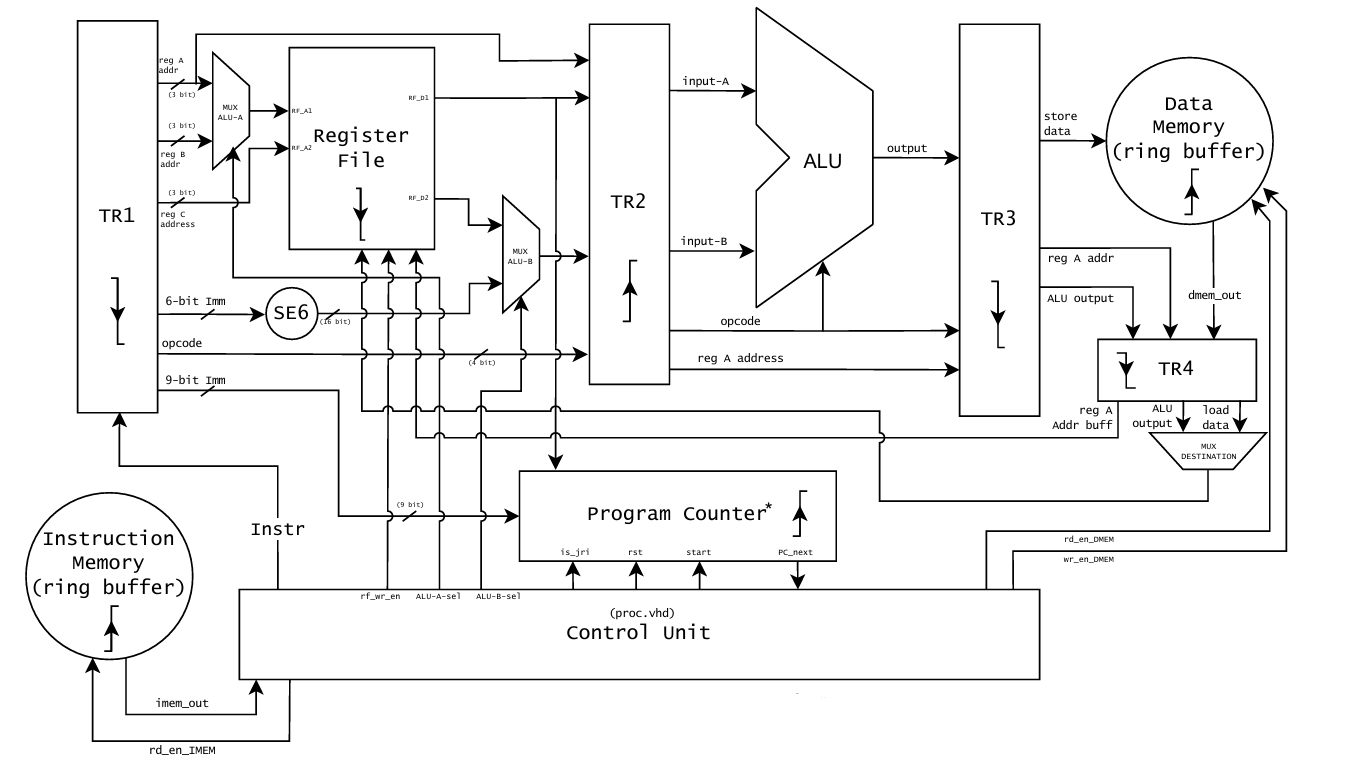 TR1
reg A
addr
(3 bit)
(3 bit)
reg B
addr
(3 bit)
reg C
address
6-bit Imm
opcode
9-bit Imm
MUX
ALU-A
RF_A1
RF_A2
Register
File
RF_D1
RF_D2
SE6
(16 bit)
MUX
ALU-B
(4 bit)
TR2
input-A
input-B
opcode
reg A address
ALU
output
TR3
store
data
Data
Memory
(ring buffer)
reg A addr
ALU output
dmem_out
TR4
reg A
Addr buff
ALU
output
load
data
MUX
DESTINATION
(9 bit)
Program Counter*
is_jri
rst
start
PC_next
rd_en_DMEM
wr_en_DMEM
Instr
Instruction
Memory
(ring buffer)
rf_wr_en
ALU-A-sel
ALU-B-sel
(proc.vhd)
Control Unit
imem_out
rd_en_IMEM